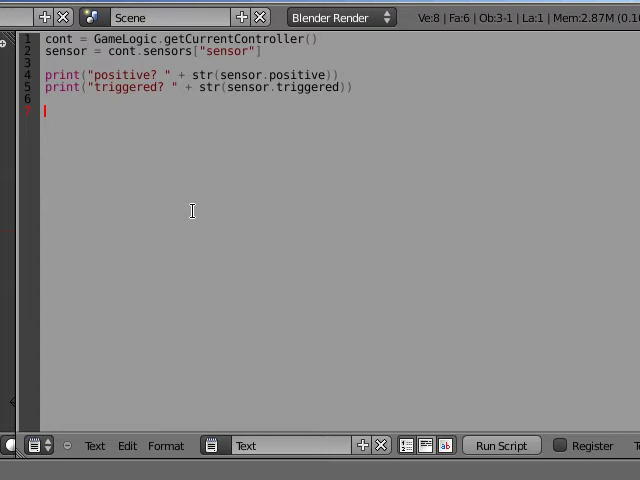 Scene
Blender Render
Ve:8 | Fa:6 | Ob:3-1 | La:1 | Mem:2.87M (0.1
1 cont = GameLogic.getCurrentController()
2 sensor = cont.sensors["sensor"]
3
4 print("positive? " + str(sensor.positive))
5 print("triggered? " + str(sensor.triggered))
6
7
Text Edit Format Text Run Script Register